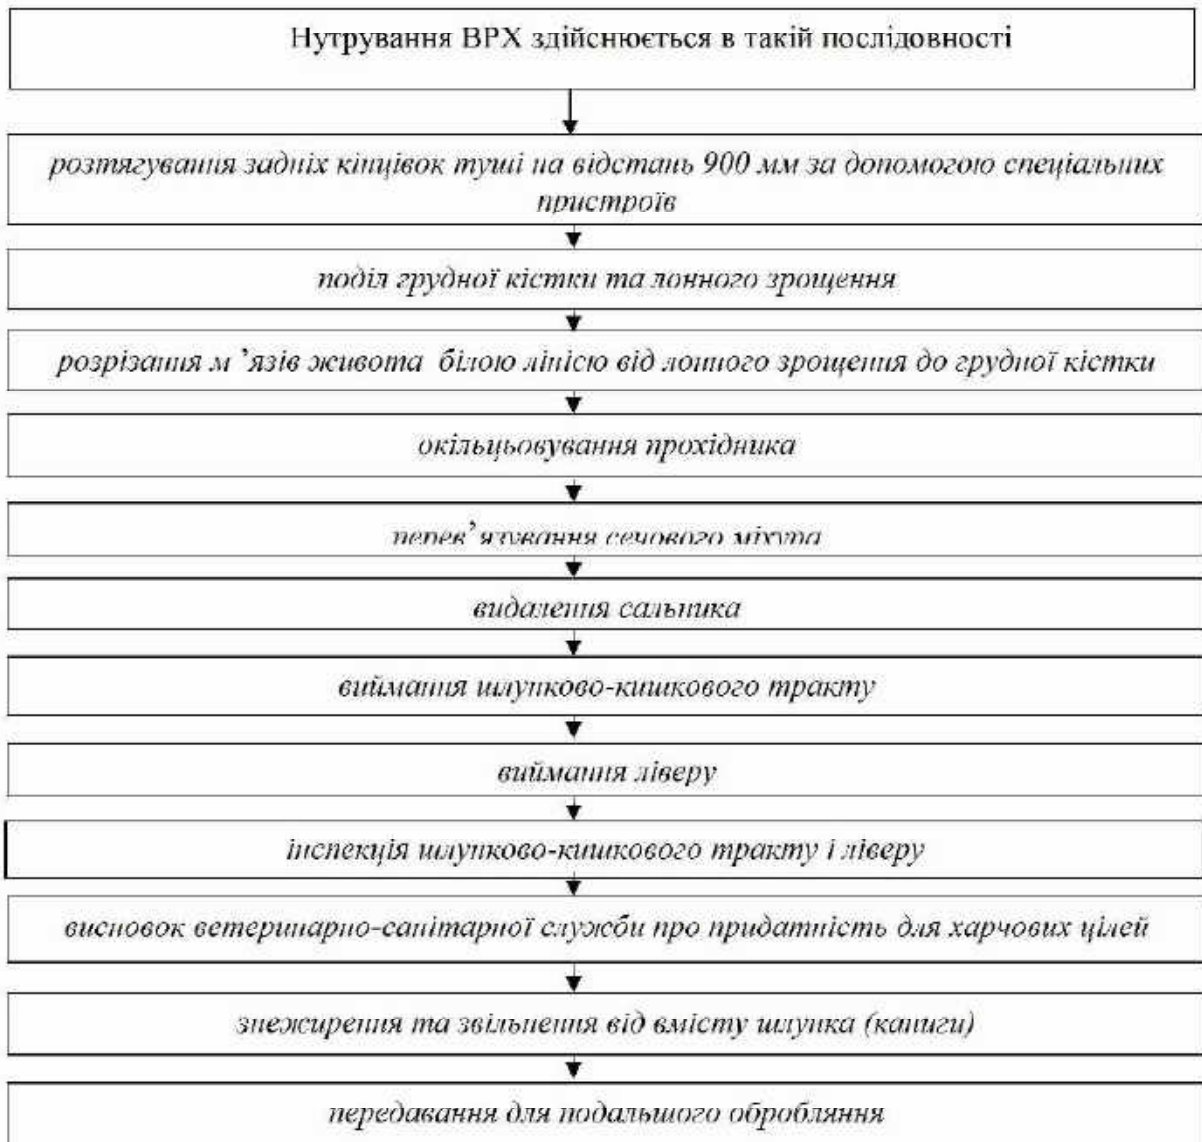 Нутрування ВРХ здійснюється в такій послідовності
розтягування задніх кінцівок туші на відстань 900 мм за допомогою спеціальних
пристроїв
поділ грудної кістки та лонного зрощення
розрізання м’язів живота білою лінією від лонного зрощення до грудної кістки
окільцьовування прохідника
перев’язування сечового міхура
видалення сальника
виймання шлунково-кишкового тракту
виймання ліверу
інспекція шлунково-кишкового тракту і ліверу
висновок ветеринарно-санітарної служби про придатність для харчових цілей
знежирення та звільнення від вмісту шлунка (каниги)
передавання для подальшого обробляння